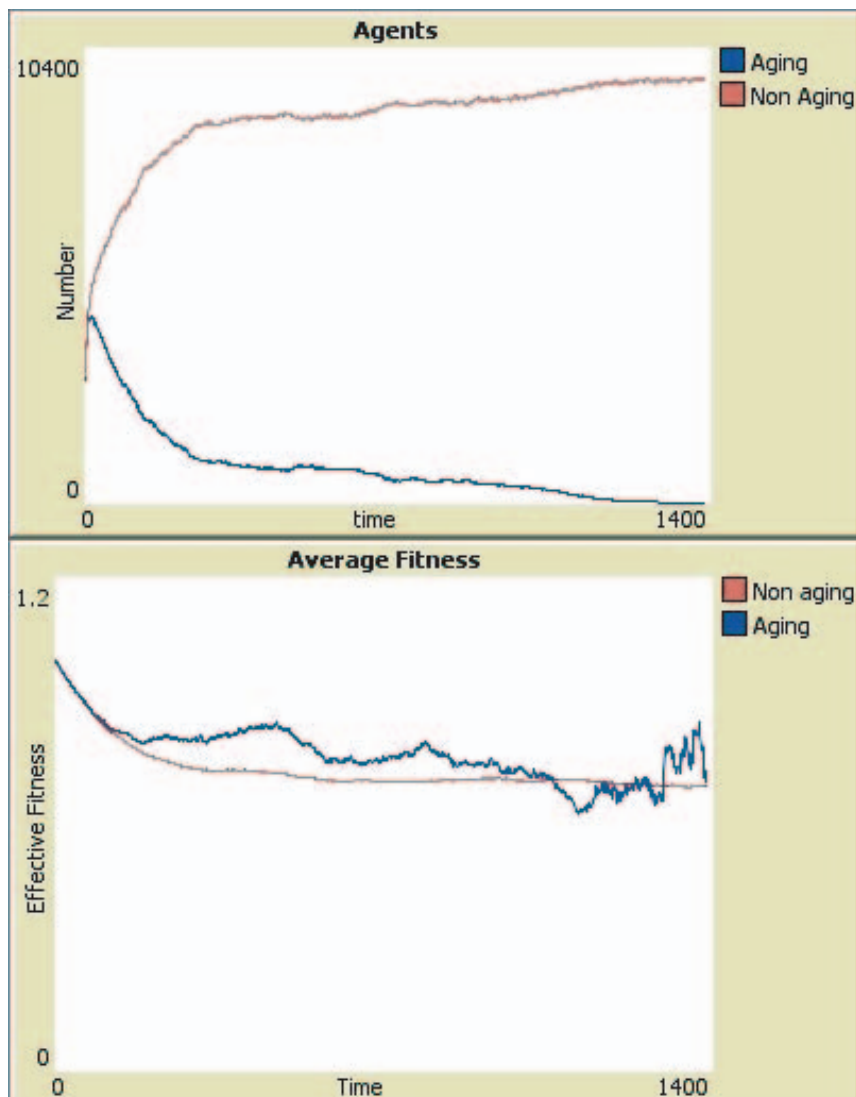 Agents
10400
Aging
Non Aging
Number
0
0 time 1400
Average Fitness
1.2
Non aging
Aging
Effective Fitness
0
0 Time 1400